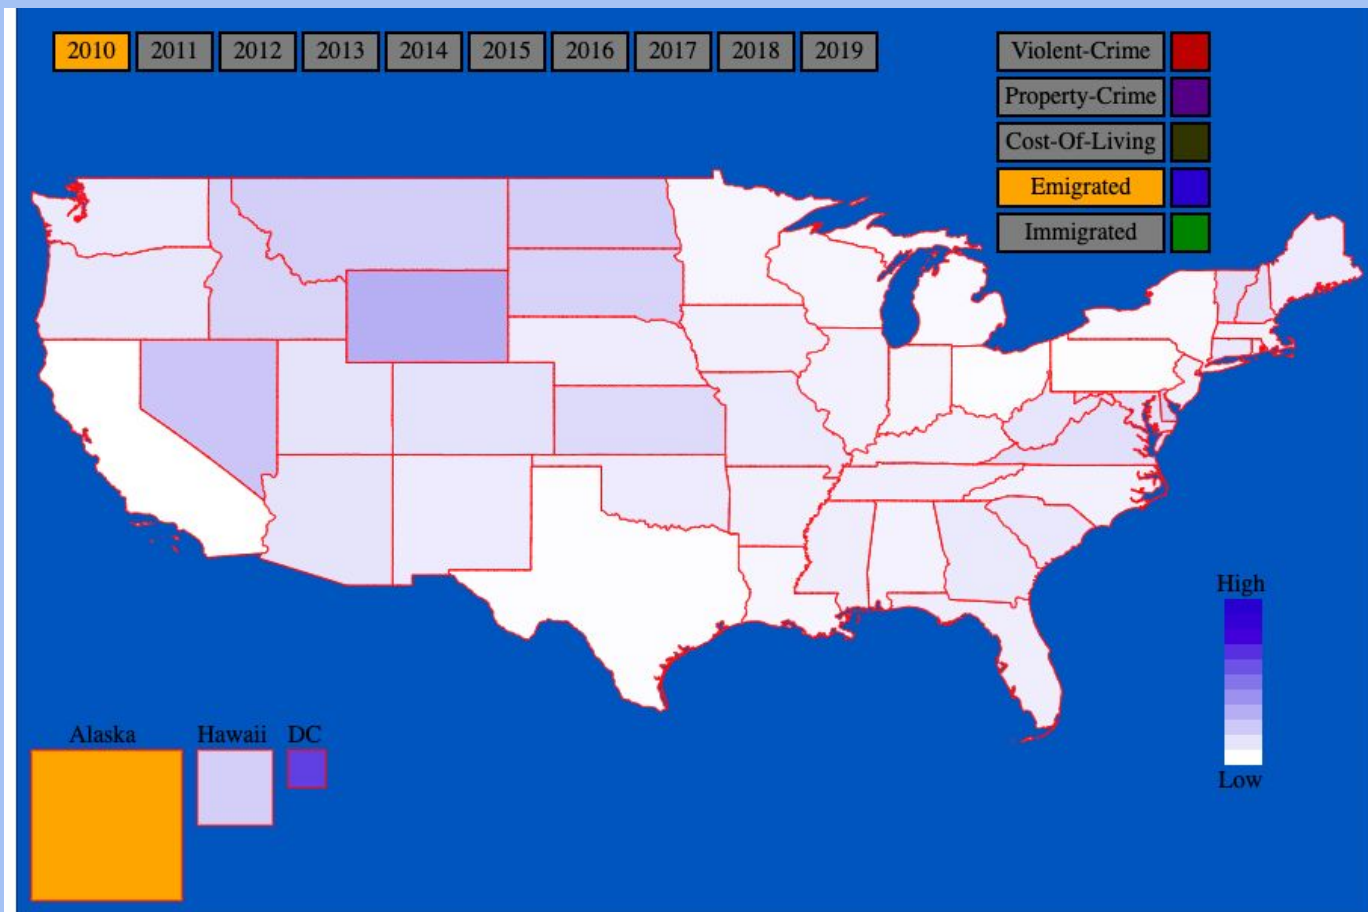 2010 2011 2012 2013 2014 2015 2016 2017 2018 2019
Violent-Crime
Property-Crime
Cost-Of-Living
Emigrated
Immigrated
High
Low
Alaska Hawaii DC